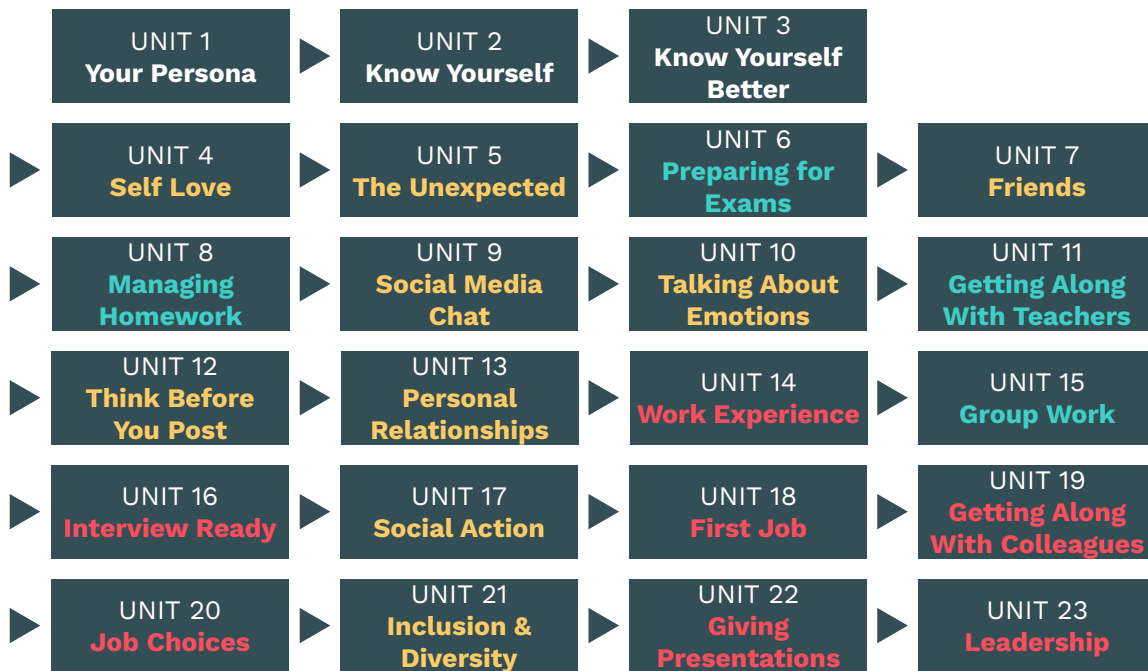 UNIT 1
Your Persona
UNIT 2
Know Yourself
UNIT 3
Know Yourself
Better
UNIT 4
Self Love
UNIT 5
The Unexpected
UNIT 6
Preparing for
Exams
UNIT 7
Friends
UNIT 8
Managing
Homework
UNIT 9
Social Media
Chat
UNIT 10
Talking About
Emotions
UNIT 11
Getting Along
With Teachers
UNIT 12
Think Before
You Post
UNIT 13
Personal
Relationships
UNIT 14
Work Experience
UNIT 15
Group Work
UNIT 16
Interview Ready
UNIT 17
Social Action
UNIT 18
First Job
UNIT 19
Getting Along
With Colleagues
UNIT 20
Job Choices
UNIT 21
Inclusion &
Diversity
UNIT 22
Giving
Presentations
UNIT 23
Leadership